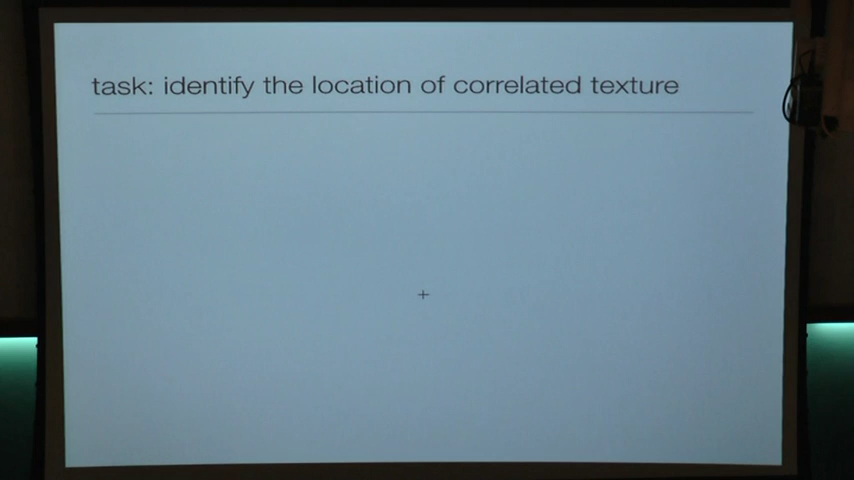 task: identify the location of correlated texture